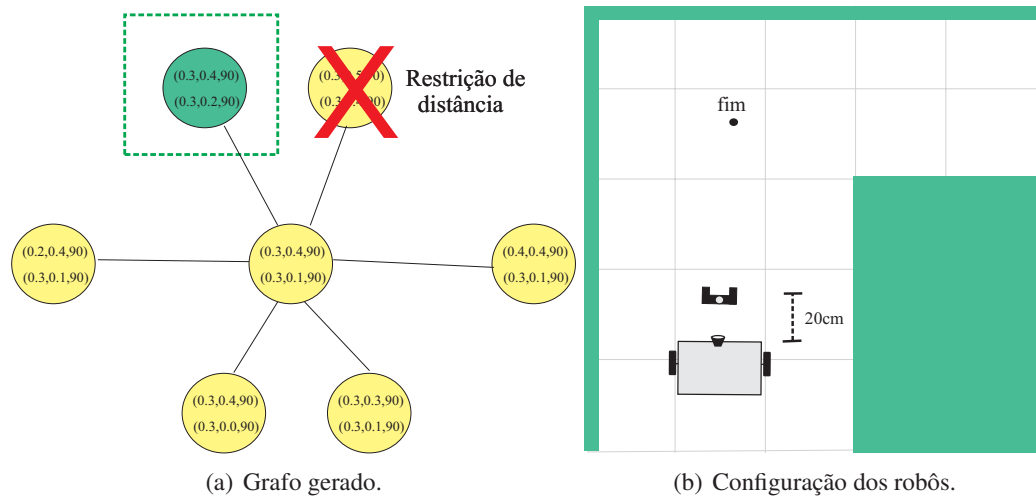 (0.3,0.4,90)
(0.3,0.2,90)
Restrição de
distância
(0.2,0.4,90)
(0.3,0.1,90)
(0.3,0.4,90)
(0.3,0.1,90)
(0.4,0.4,90)
(0.3,0.1,90)
(0.3,0.4,90)
(0.3,0.0,90)
(0.3,0.3,90)
(0.3,0.1,90)
(a) Grafo gerado.
fim
20cm
(b) Configuração dos robôs.